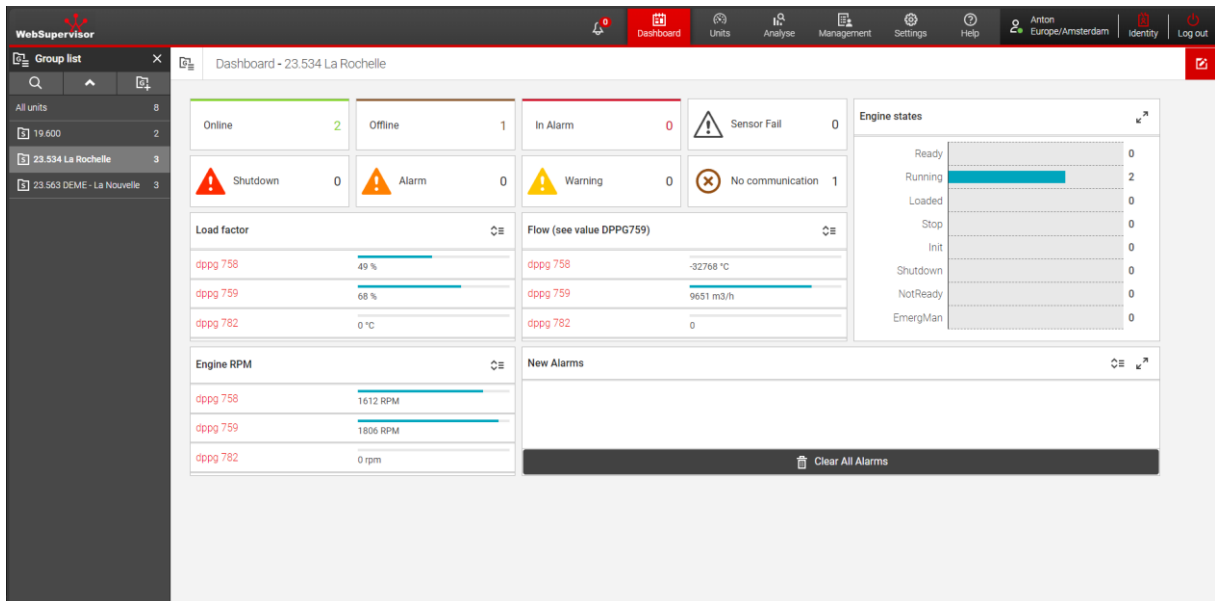 WebSupervisor
0
Dashboard
Units
Analyse
Management
Settings
Help
Anton
Europe/Amsterdam
Identity
Log out
Group list
Dashboard - 23.534 La Rochelle
All units 8
19.600 2
23.534 La Rochelle 3
23.563 DEME - La Nouvelle 3
Online 2
Offline 1
In Alarm 0
Sensor Fail 0
Shutdown 0
Alarm 0
Warning 0
No communication 1
Engine states
Ready 0
Running 2
Loaded 0
Stop 0
Init 0
Shutdown 0
NotReady 0
EmergMan 0
Load factor
dppg 758 49 %
dppg 759 68 %
dppg 782 0 °C
Flow (see value DPPG759)
dppg 758 -32768 °C
dppg 759 9651 m3/h
dppg 782 0
Engine RPM
dppg 758 1612 RPM
dppg 759 1806 RPM
dppg 782 0 rpm
New Alarms
Clear All Alarms